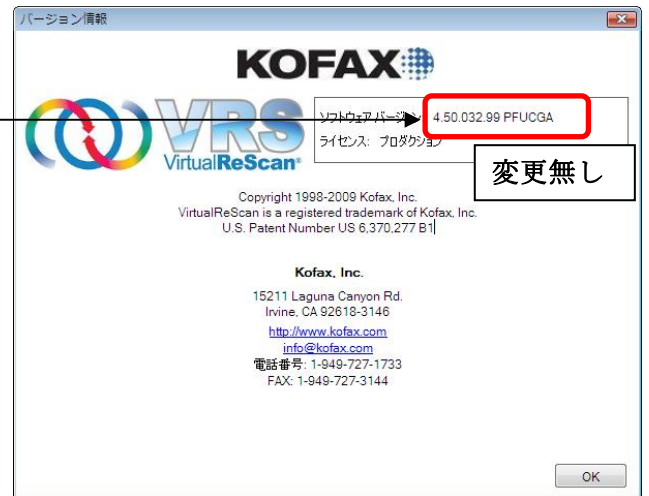 バージョン情報
KOFAX
VRS
VirtualReScan
ソフトウェア バージョン 4.50.032.99 PFUCGA
ライセンス: プロダクション
変更無し
Copyright 1998-2009 Kofax, Inc.
VirtualReScan is a registered trademark of Kofax, Inc.
U.S. Patent Number US 6,370,277 B1
Kofax, Inc.
15211 Laguna Canyon Rd.
Irvine, CA 92618-3146
http://www.kofax.com
info@kofax.com
電話番号: 1-949-727-1733
FAX: 1-949-727-3144
OK